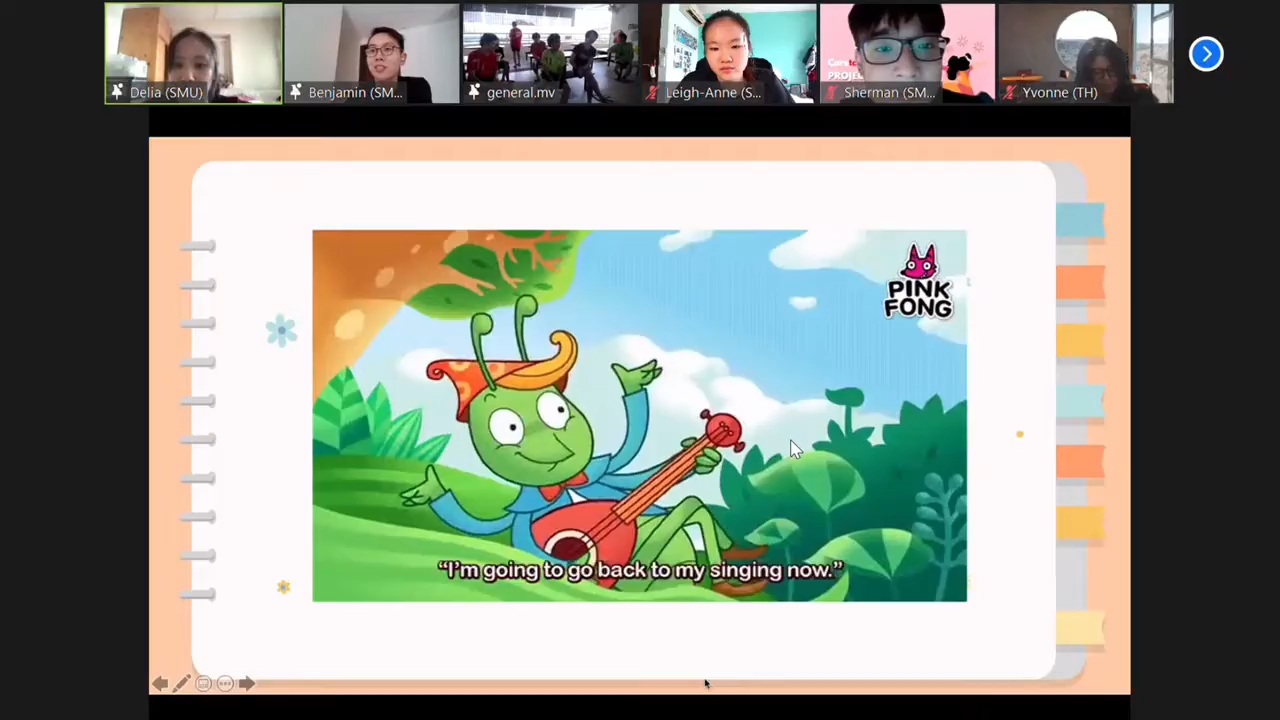 Delia (SMU)
Benjamin (SM...
general.mv
Leigh-Anne (S...
Sherman (SM...
Yvonne (TH)
PROJE
PINK
FONG
“I’m going to go back to my singing now.”